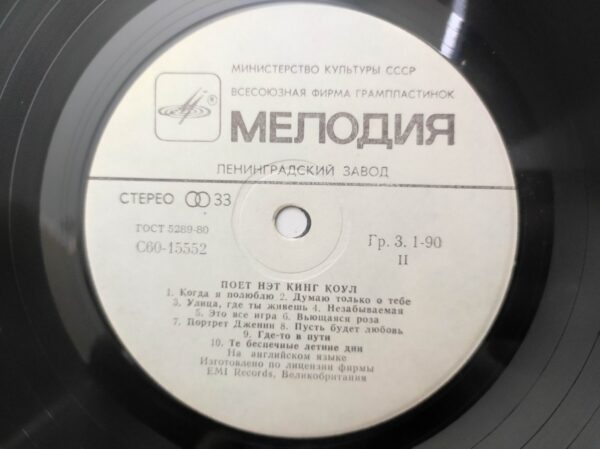 МИНИСТЕРСТВО КУЛЬТУРЫ СССР
ВСЕСОЮЗНАЯ ФИРМА ГРАМПЛАСТИНОК
МЕЛОДИЯ
ЛЕНИНГРАДСКИЙ ЗАВОД
СТЕРЕО 33
ГОСТ 5289-80
С60-15552
Гр. 3. 1-90
II
ПОЕТ НЭТ КИНГ КОУЛ
1. Когда я полюблю 2. Думаю только о тебе
3. Улица, где ты живешь 4. Незабываемая
5. Это все игра 6. Вьющаяся роза
7. Портрет Дженни 8. Пусть будет любовь
9. Где-то в пути
10. Те беспечные летние дни
На английском языке
Изготовлено по лицензии фирмы
EMI Records, Великобритания